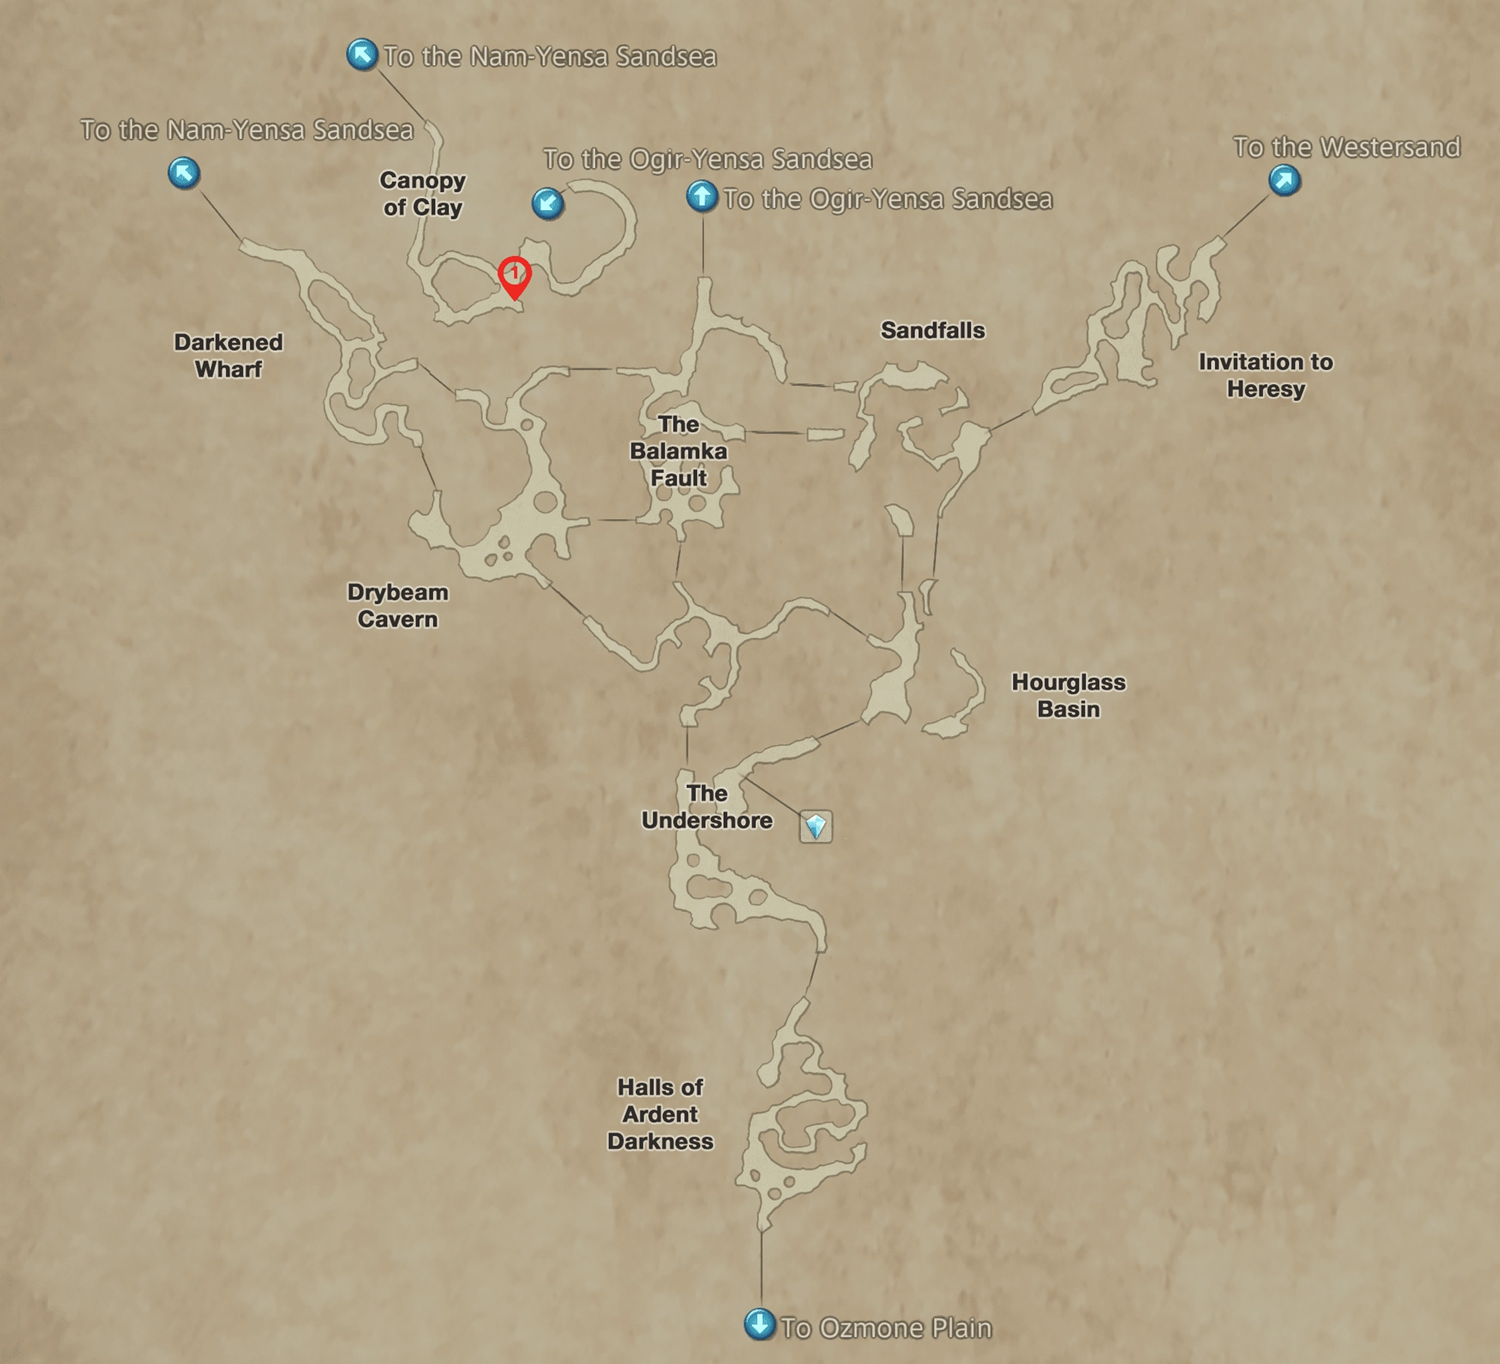 To the Nam-Yensa Sandsea
To the Nam-Yensa Sandsea
To the Ogir-Yensa Sandsea
To the Westersand
Canopy
of Clay
To the Ogir-Yensa Sandsea
1
Darkened
Wharf
Sandfalls
Invitation to
Heresy
The
Balamka
Fault
Drybeam
Cavern
Hourglass
Basin
The
Undershore
Halls of
Ardent
Darkness
To Ozmone Plain